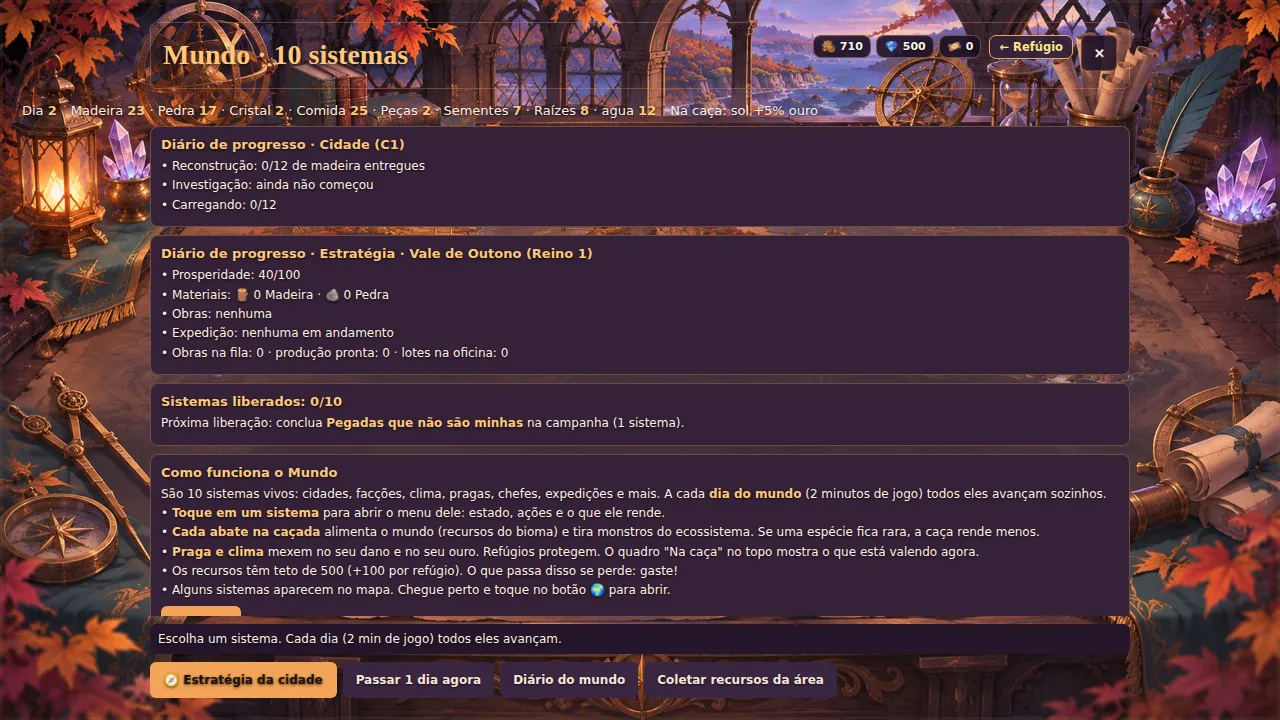 Mundo · 10 sistemas
710 500 0 ← Refúgio ×
Dia 2 · Madeira 23 · Pedra 17 · Cristal 2 · Comida 25 · Peças 2 · Sementes 7 · Raízes 8 · agua 12 · Na caça: sol +5% ouro
Diário de progresso · Cidade (C1)
• Reconstrução: 0/12 de madeira entregues
• Investigação: ainda não começou
• Carregando: 0/12
Diário de progresso · Estratégia · Vale de Outono (Reino 1)
• Prosperidade: 40/100
• Materiais: 🪵 0 Madeira · 🪨 0 Pedra
• Obras: nenhuma
• Expedição: nenhuma em andamento
• Obras na fila: 0 · produção pronta: 0 · lotes na oficina: 0
Sistemas liberados: 0/10
Próxima liberação: conclua Pegadas que não são minhas na campanha (1 sistema).
Como funciona o Mundo
São 10 sistemas vivos: cidades, facções, clima, pragas, chefes, expedições e mais. A cada dia do mundo (2 minutos de jogo) todos eles avançam sozinhos.
• Toque em um sistema para abrir o menu dele: estado, ações e o que ele rende.
• Cada abate na caçada alimenta o mundo (recursos do bioma) e tira monstros do ecossistema. Se uma espécie fica rara, a caça rende menos.
• Praga e clima mexem no seu dano e no seu ouro. Refúgios protegem. O quadro "Na caça" no topo mostra o que está valendo agora.
• Os recursos têm teto de 500 (+100 por refúgio). O que passa disso se perde: gaste!
• Alguns sistemas aparecem no mapa. Chegue perto e toque no botão 🌍 para abrir.
Escolha um sistema. Cada dia (2 min de jogo) todos eles avançam.
🧭 Estratégia da cidade
Passar 1 dia agora
Diário do mundo
Coletar recursos da área